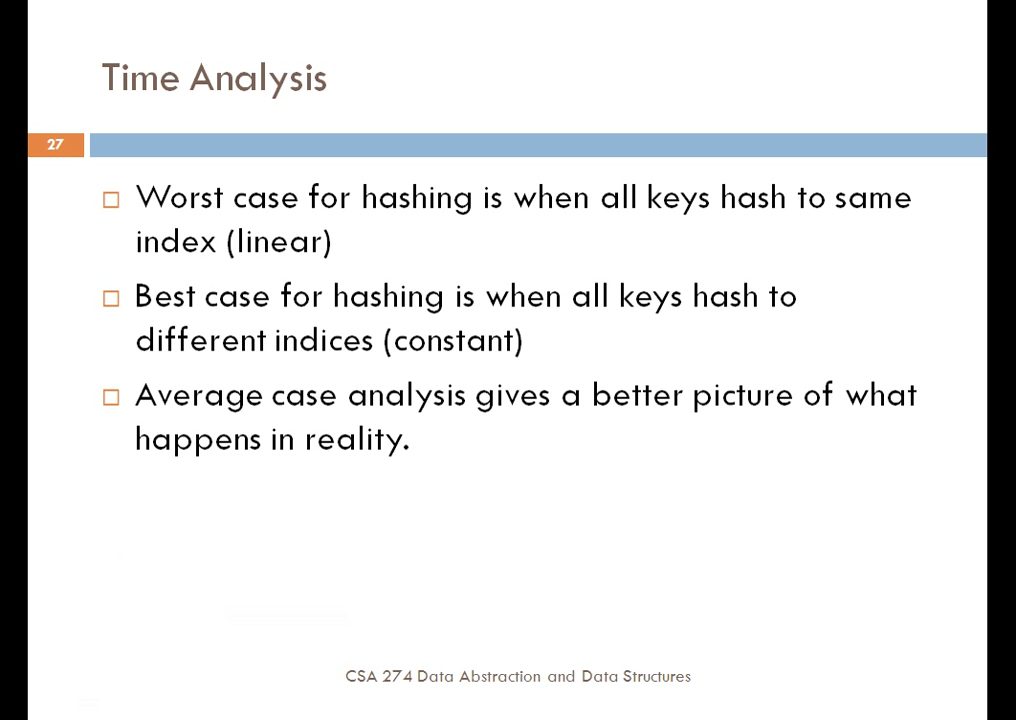 Time Analysis
27
Worst case for hashing is when all keys hash to same
index (linear)
Best case for hashing is when all keys hash to
different indices (constant)
Average case analysis gives a better picture of what
happens in reality.
CSA 274 Data Abstraction and Data Structures